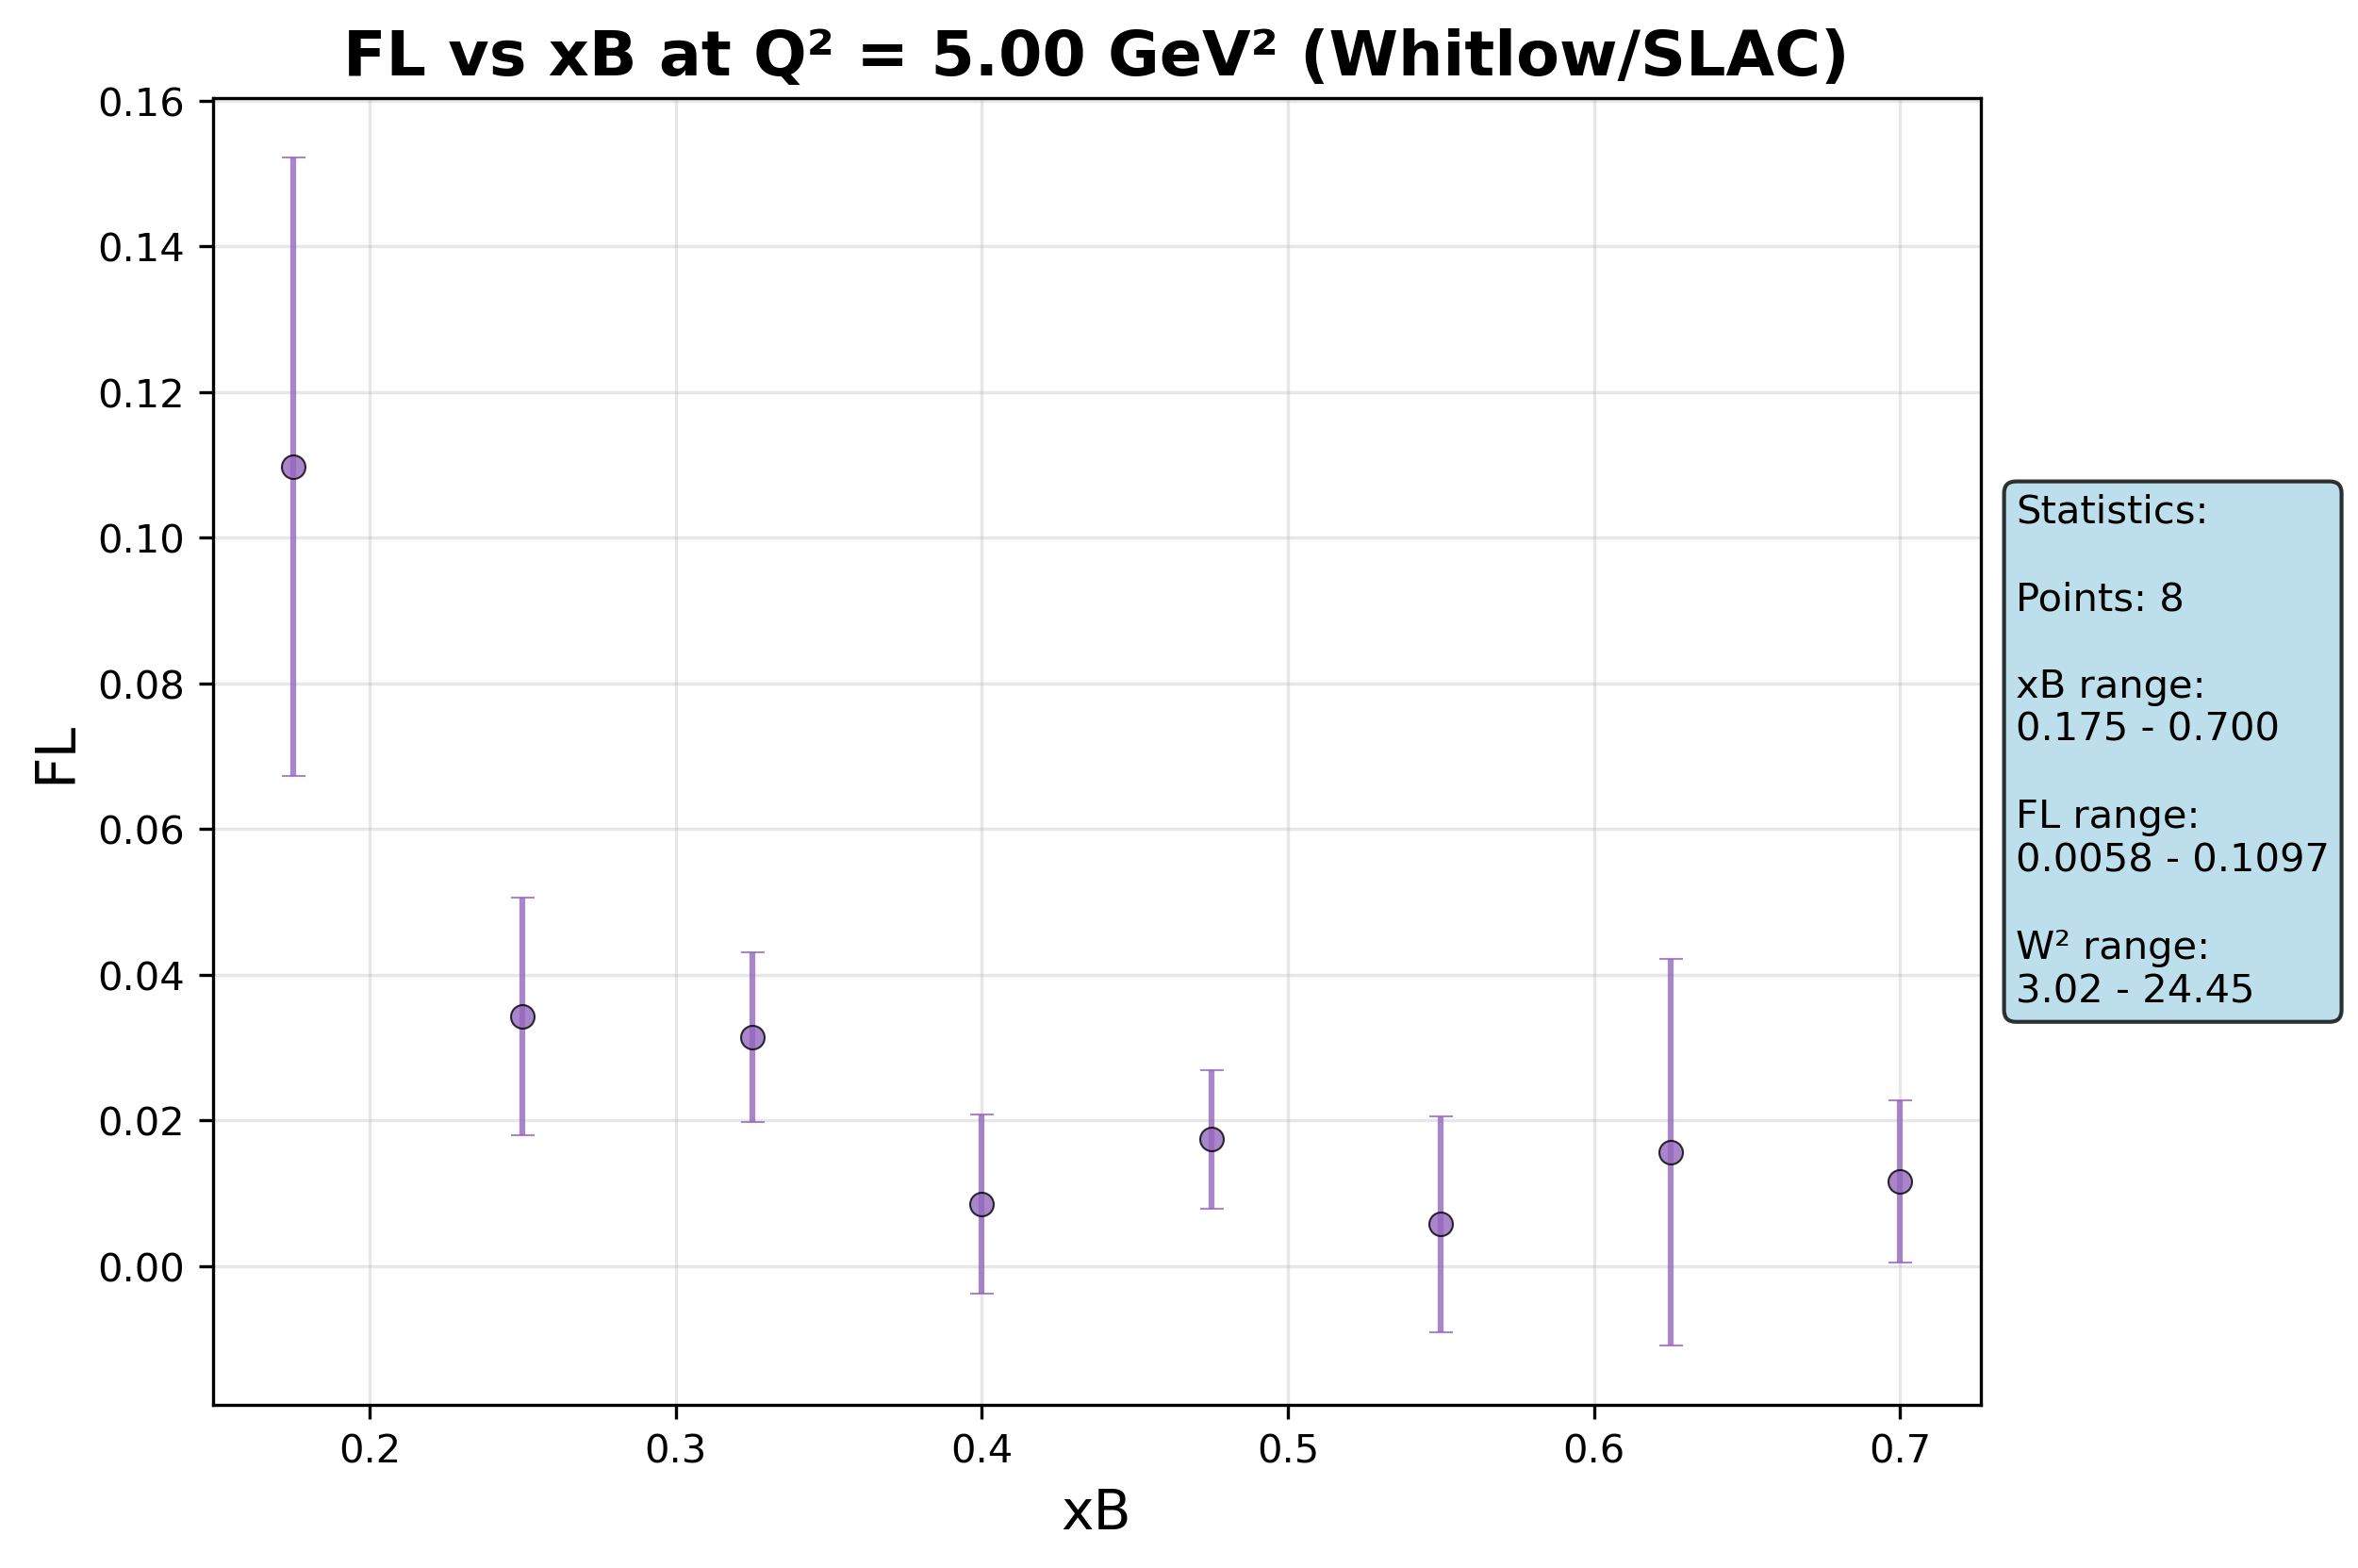 FL vs xB at Q² = 5.00 GeV² (Whitlow/SLAC)
0.16
0.14
0.12
0.10
0.08
0.06
0.04
0.02
0.00
FL
0.2 0.3 0.4 0.5 0.6 0.7
xB
Statistics:
Points: 8
xB range:
0.175 - 0.700
FL range:
0.0058 - 0.1097
W² range:
3.02 - 24.45